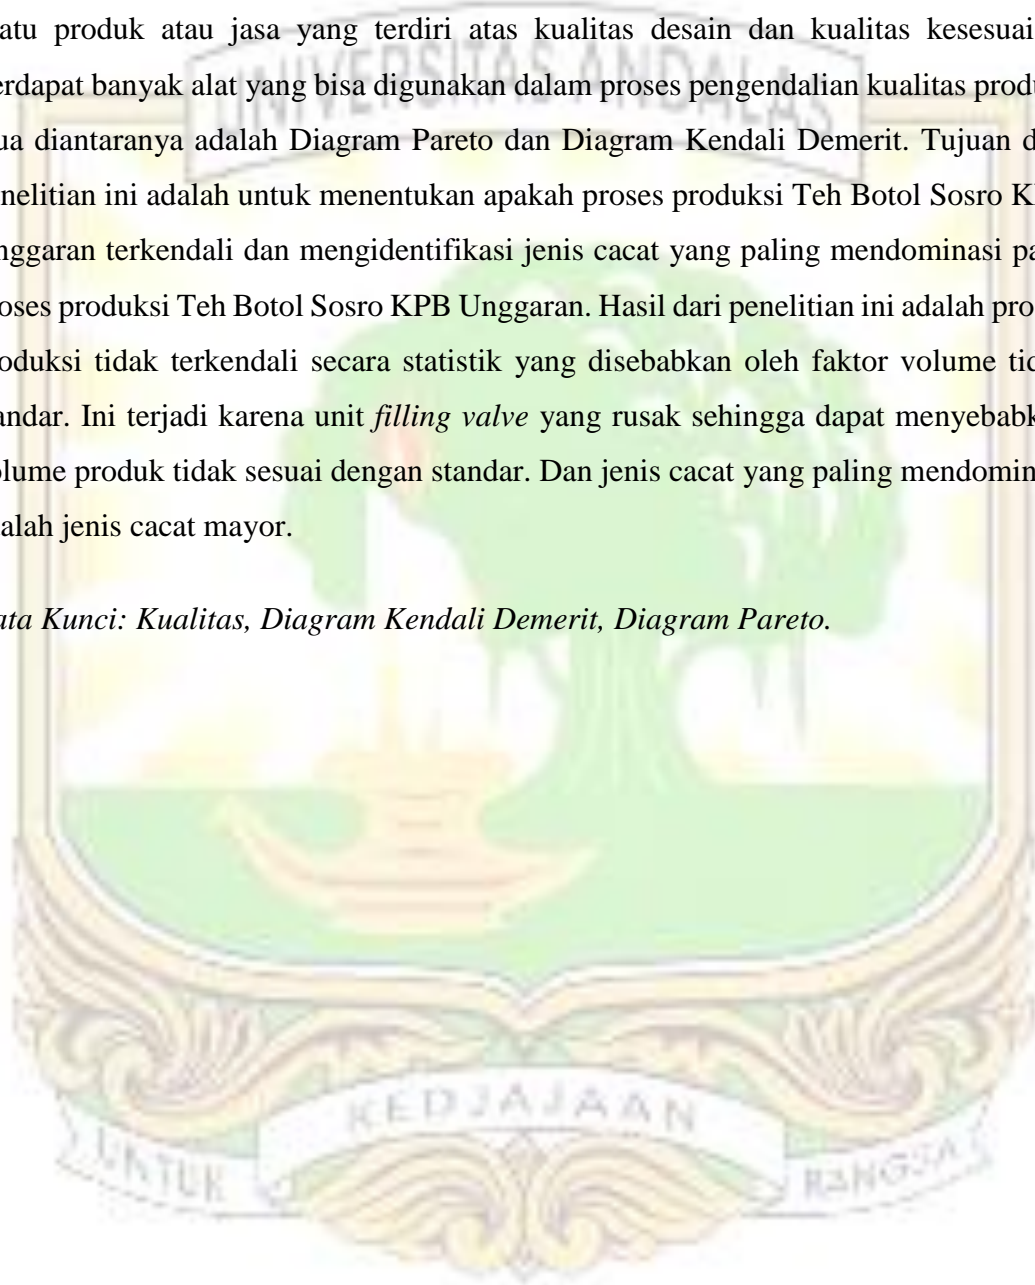 atu produk atau jasa yang terdiri atas kualitas desain dan kualitas kesesuai
erdapat banyak alat yang bisa digunakan dalam proses pengendalian kualitas produ
ua diantaranya adalah Diagram Pareto dan Diagram Kendali Demerit. Tujuan d
nelitian ini adalah untuk menentukan apakah proses produksi Teh Botol Sosro K
nggaran terkendali dan mengidentifikasi jenis cacat yang paling mendominasi pa
oses produksi Teh Botol Sosro KPB Unggaran. Hasil dari penelitian ini adalah pro
oduksi tidak terkendali secara statistik yang disebabkan oleh faktor volume tid
andar. Ini terjadi karena unit filling valve yang rusak sehingga dapat menyebabk
olume produk tidak sesuai dengan standar. Dan jenis cacat yang paling mendomin
alah jenis cacat mayor.
ata Kunci: Kualitas, Diagram Kendali Demerit, Diagram Pareto.
UNIVERSITAS ANDALAS
UNTUK KEDJAJAAN BANGSA